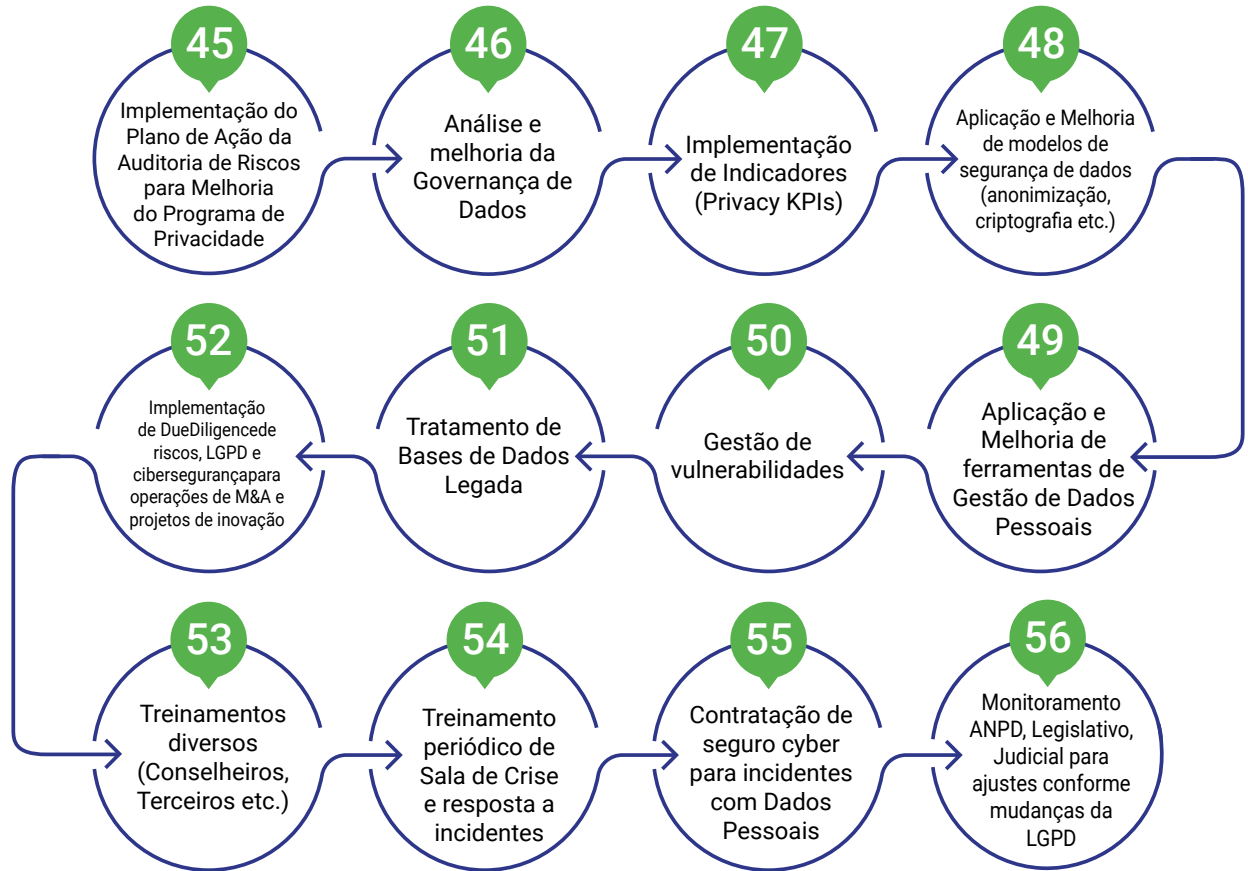 45
Implementação do
Plano de Ação da
Auditoria de Riscos
para Melhoria
do Programa de
Privacidade
46
Análise e
melhoria da
Governança de
Dados
47
Implementação
de Indicadores
(Privacy KPIs)
48
Aplicação e Melhoria
de modelos de
segurança de dados
(anonimização,
criptografia etc.)
49
Aplicação e
Melhoria de
ferramentas de
Gestão de Dados
Pessoais
50
Gestão de
vulnerabilidades
51
Tratamento de
Bases de Dados
Legada
52
Implementação
de DueDiligencede
riscos, LGPD e
cibersegurançapara
operações de M&A e
projetos de inovação
53
Treinamentos
diversos
(Conselheiros,
Terceiros etc.)
54
Treinamento
periódico de
Sala de Crise
e resposta a
incidentes
55
Contratação de
seguro cyber
para incidentes
com Dados
Pessoais
56
Monitoramento
ANPD, Legislativo,
Judicial para
ajustes conforme
mudanças da
LGPD